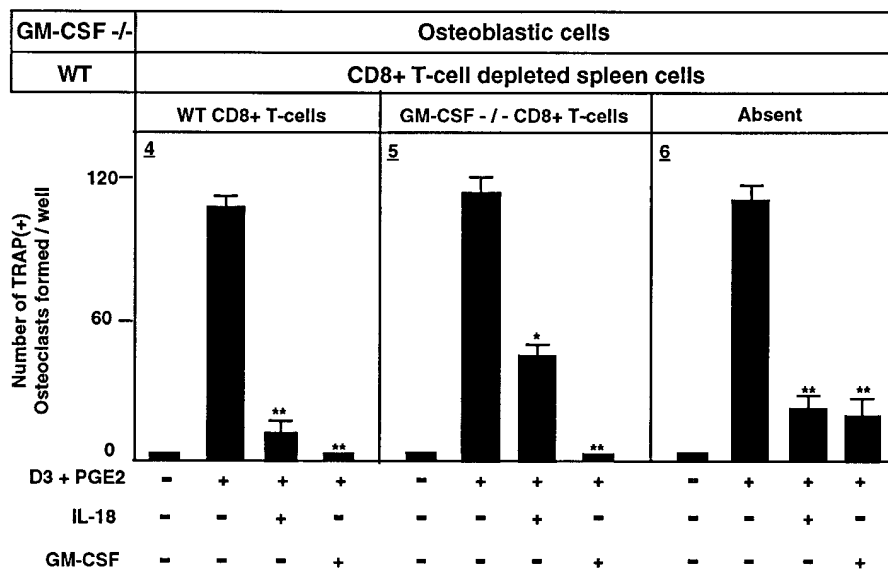 GM-CSF -/- Osteoblastic cells
WT CD8+ T-cell depleted spleen cells
WT CD8+ T-cells GM-CSF - / - CD8+ T-cells Absent
4 5 6
Number of TRAP(+)
Osteoclasts formed / well
120
60
0
** ** * ** ** **
D3 + PGE2 - + + + - + + + - + + +
IL-18 - - + - - - + - - - + -
GM-CSF - - - + - - - + - - - +